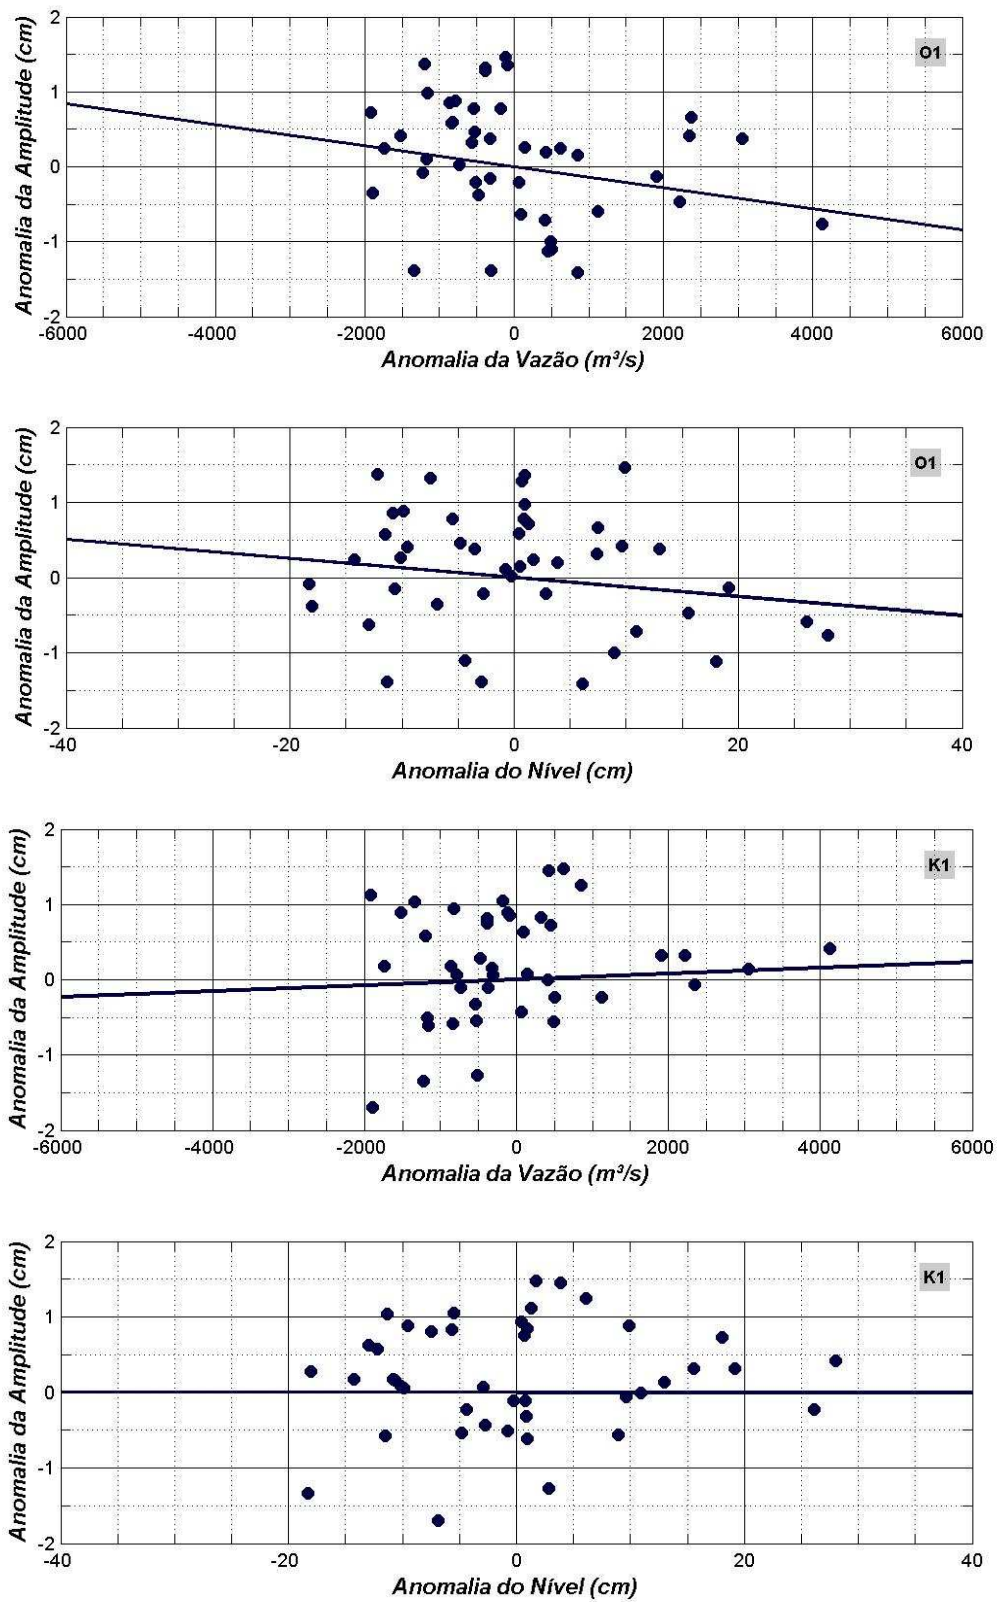 2
O1
1
0
-1
-2
-6000 -4000 -2000 0 2000 4000 6000
Anomalia da Amplitude (cm)
Anomalia da Vazão (m³/s)
2
O1
1
0
-1
-2
-40 -20 0 20 40
Anomalia da Amplitude (cm)
Anomalia do Nível (cm)
2
K1
1
0
-1
-2
-6000 -4000 -2000 0 2000 4000 6000
Anomalia da Amplitude (cm)
Anomalia da Vazão (m³/s)
2
K1
1
0
-1
-2
-40 -20 0 20 40
Anomalia da Amplitude (cm)
Anomalia do Nível (cm)